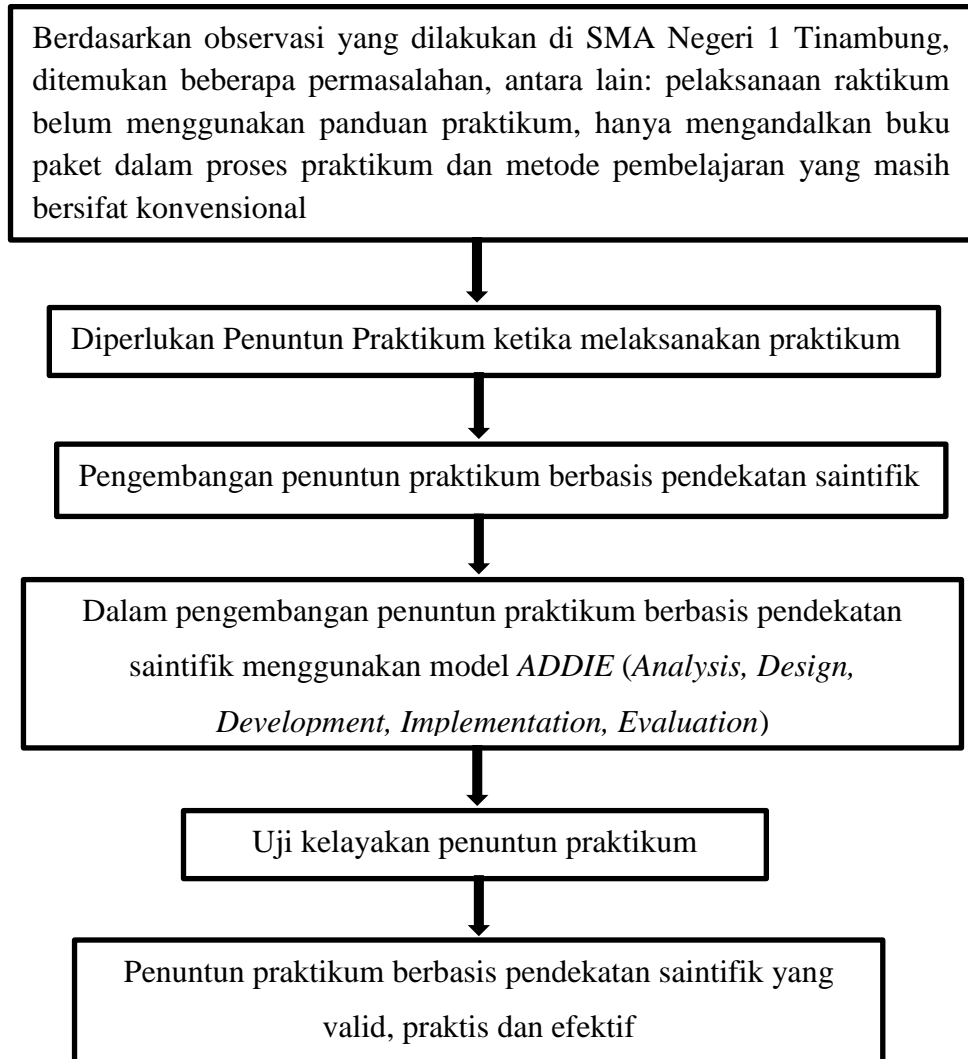 Berdasarkan observasi yang dilakukan di SMA Negeri 1 Tinambung,
ditemukan beberapa permasalahan, antara lain: pelaksanaan raktikum
belum menggunakan panduan praktikum, hanya mengandalkan buku
paket dalam proses praktikum dan metode pembelajaran yang masih
bersifat konvensional
Diperlukan Penuntun Praktikum ketika melaksanakan praktikum
Pengembangan penuntun praktikum berbasis pendekatan saintifik
Dalam pengembangan penuntun praktikum berbasis pendekatan
saintifik menggunakan model ADDIE (Analysis, Design,
Development, Implementation, Evaluation)
Uji kelayakan penuntun praktikum
Penuntun praktikum berbasis pendekatan saintifik yang
valid, praktis dan efektif